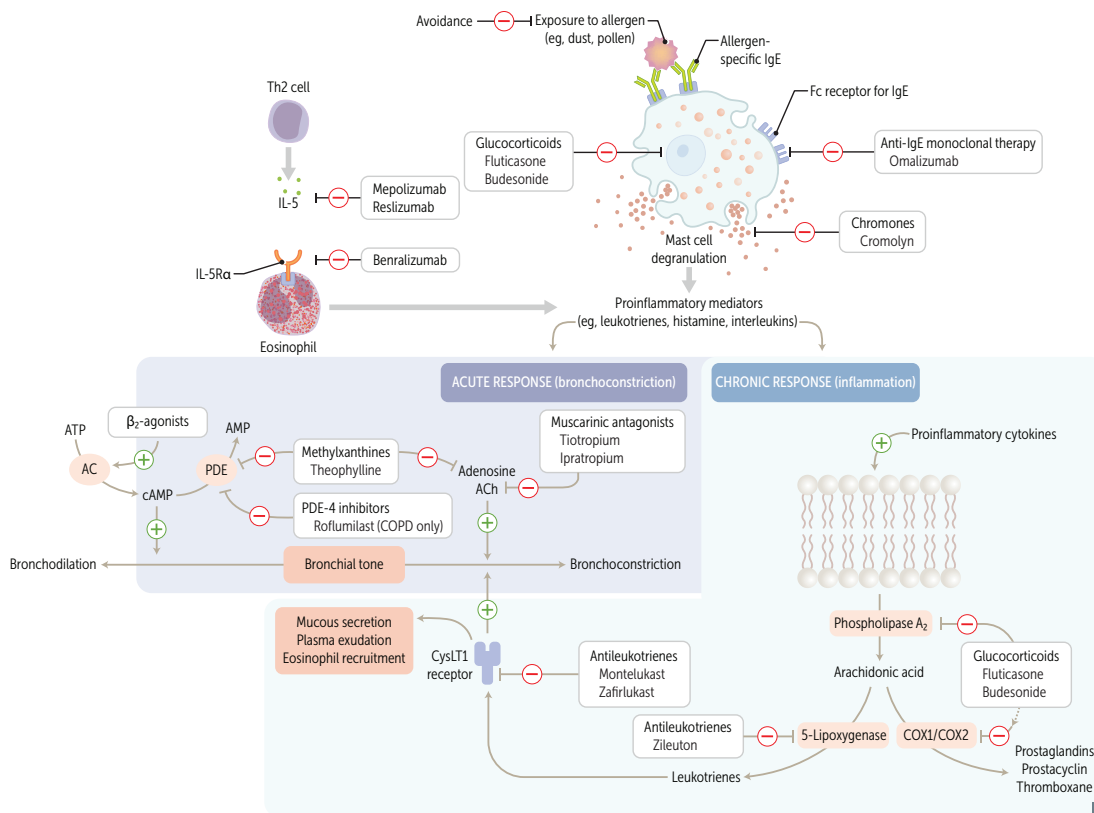 Avoidance
Exposure to allergen
(eg, dust, pollen)
Allergen-
specific IgE
Th2 cell
Fc receptor for IgE
Glucocorticoids
Fluticasone
Budesonide
Anti-IgE monoclonal therapy
Omalizumab
IL-5
Mepolizumab
Reslizumab
Chromones
Cromolyn
Mast cell
degranulation
IL-5Rα
Benralizumab
Eosinophil
Proinflammatory mediators
(eg, leukotrienes, histamine, interleukins)
ACUTE RESPONSE (bronchoconstriction)
CHRONIC RESPONSE (inflammation)
β₂-agonists
ATP
AMP
AC
PDE
cAMP
Methylxanthines
Theophylline
Adenosine
ACh
Muscarinic antagonists
Tiotropium
Ipratropium
PDE-4 inhibitors
Roflumilast (COPD only)
Proinflammatory cytokines
Bronchodilation
Bronchial tone
Bronchoconstriction
Mucous secretion
Plasma exudation
Eosinophil recruitment
CysLT1
receptor
Antileukotrienes
Montelukast
Zafirlukast
Phospholipase A₂
Arachidonic acid
Glucocorticoids
Fluticasone
Budesonide
Antileukotrienes
Zileuton
5-Lipoxygenase
COX1/COX2
Leukotrienes
Prostaglandins
Prostacyclin
Thromboxane